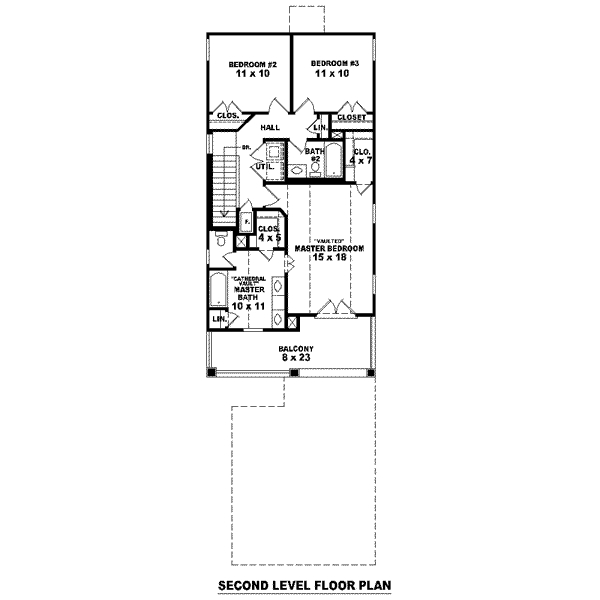 BEDROOM #2
11 x 10
BEDROOM #3
11 x 10
CLOS.
CLOSET
HALL
LIN.
DN.
BATH
#2
CLO.
4 x 7
UTIL.
F.
CLOS.
4 x 5
"VAULTED"
MASTER BEDROOM
15 x 18
"CATHEDRAL
VAULT"
MASTER
BATH
10 x 11
LIN.
BALCONY
8 x 23
SECOND LEVEL FLOOR PLAN